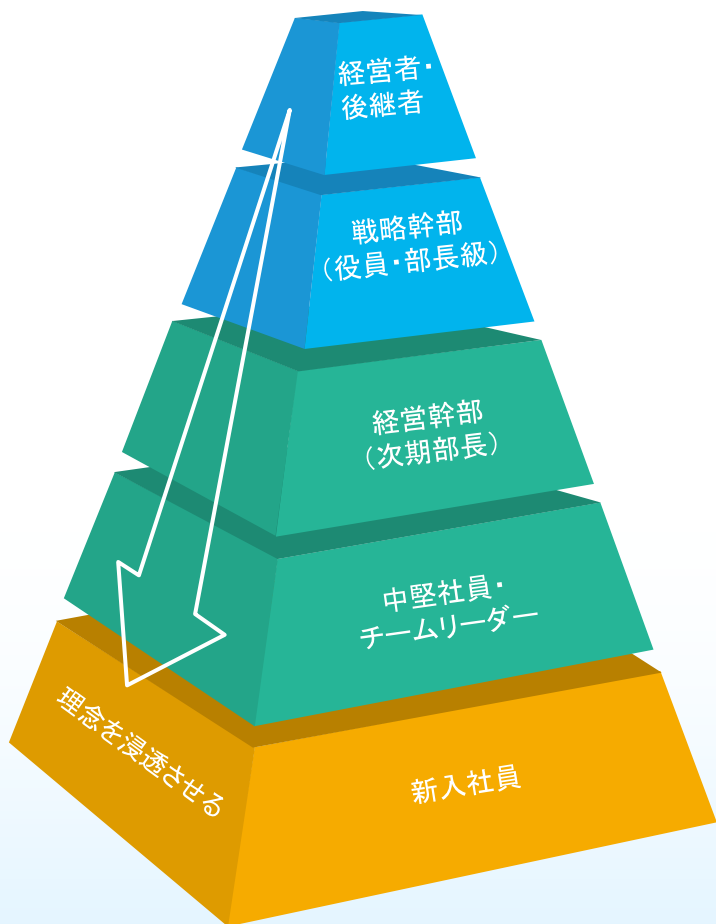 経営者・
後継者
戦略幹部
（役員・部長級）
経営幹部
（次期部長）
中堅社員・
チームリーダー
理念を浸透させる
新入社員